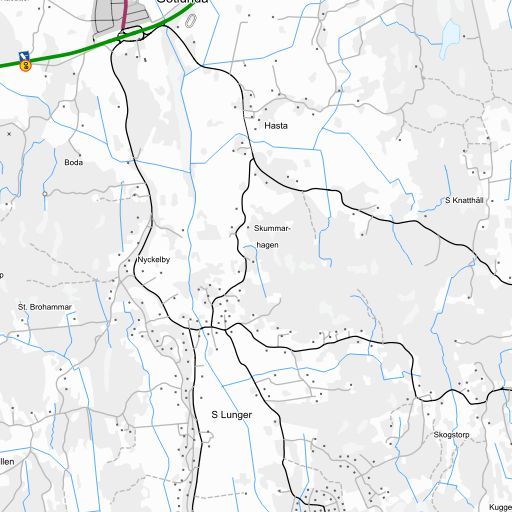 Hasta
Boda
S Knatthäll
Skummar-
hagen
Nyckelby
St. Brohammar
S Lunger
Skogstorp